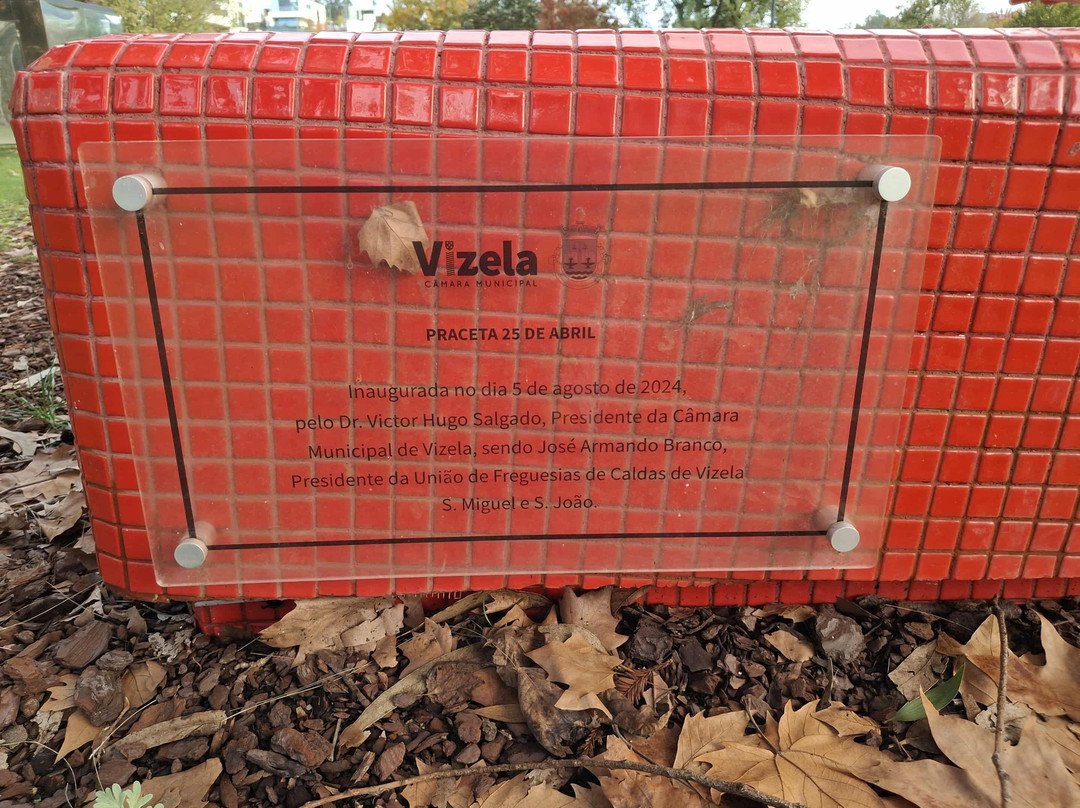 Vizela
CÂMARA MUNICIPAL
PRACETA 25 DE ABRIL
Inaugurada no dia 5 de agosto de 2024,
pelo Dr. Victor Hugo Salgado, Presidente da Câmara
Municipal de Vizela, sendo José Armando Branco,
Presidente da União de Freguesias de Caldas de Vizela
S. Miguel e S. João.